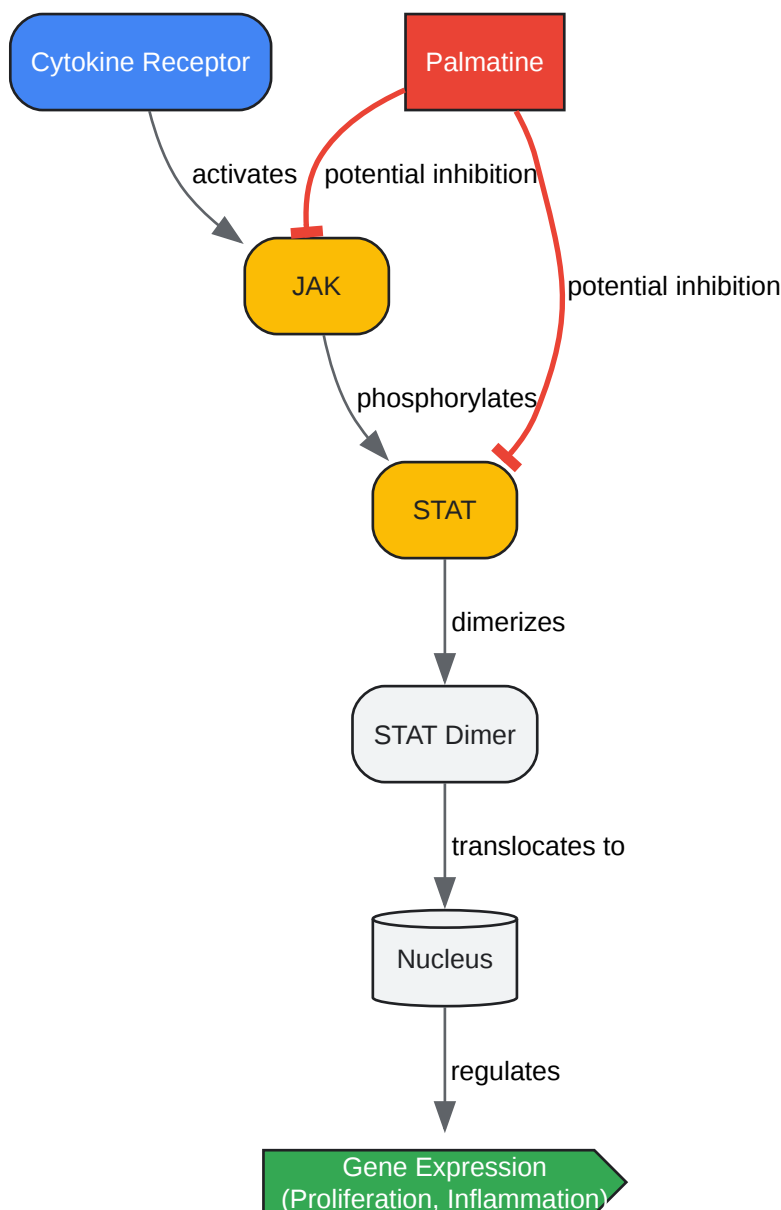 Cytokine Receptor
Palmatine
activates
potential inhibition
JAK
potential inhibition
phosphorylates
STAT
dimerizes
STAT Dimer
translocates to
Nucleus
regulates
Gene Expression
(Proliferation, Inflammation)